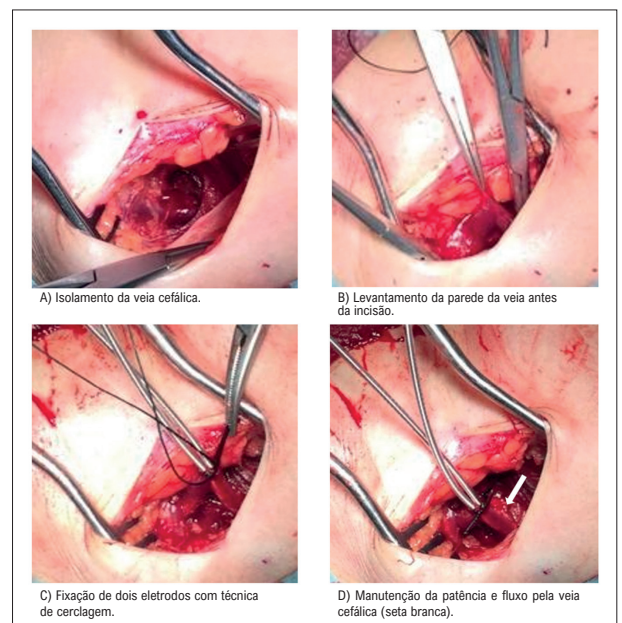 A) Isolamento da veia cefálica.
B) Levantamento da parede da veia antes
da incisão.
C) Fixação de dois eletrodos com técnica
de cerclagem.
D) Manutenção da patência e fluxo pela veia
cefálica (seta branca).